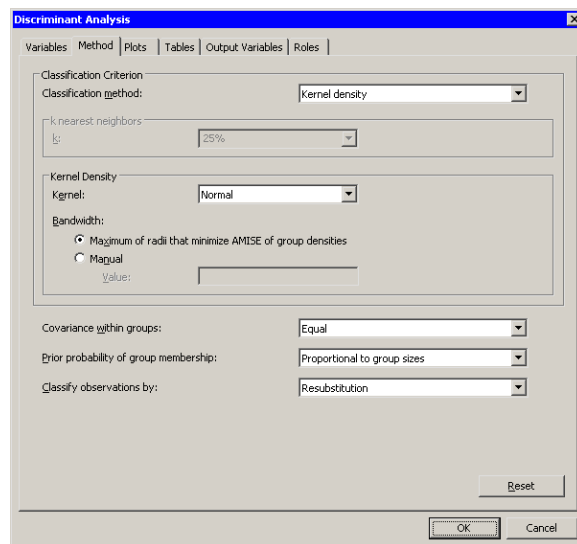 Discriminant Analysis
Variables Method Plots Tables Output Variables Roles
Classification Criterion
Classification method: Kernel density
k nearest neighbors
k: 25%
Kernel Density
Kernel: Normal
Bandwidth:
Maximum of radii that minimize AMISE of group densities
Manual
Value:
Covariance within groups: Equal
Prior probability of group membership: Proportional to group sizes
Classify observations by: Resubstitution
Reset
OK Cancel